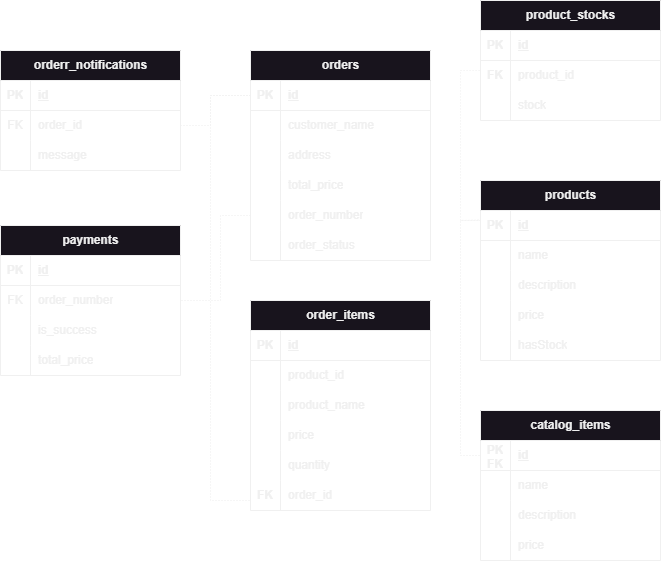 orderr_notifications
PK id
FK order_id
message
payments
PK id
FK order_number
is_success
total_price
orders
PK id
customer_name
address
total_price
order_number
order_status
order_items
PK id
product_id
product_name
price
quantity
FK order_id
product_stocks
PK id
FK product_id
stock
products
PK id
name
description
price
hasStock
catalog_items
PK
FK id
name
description
price